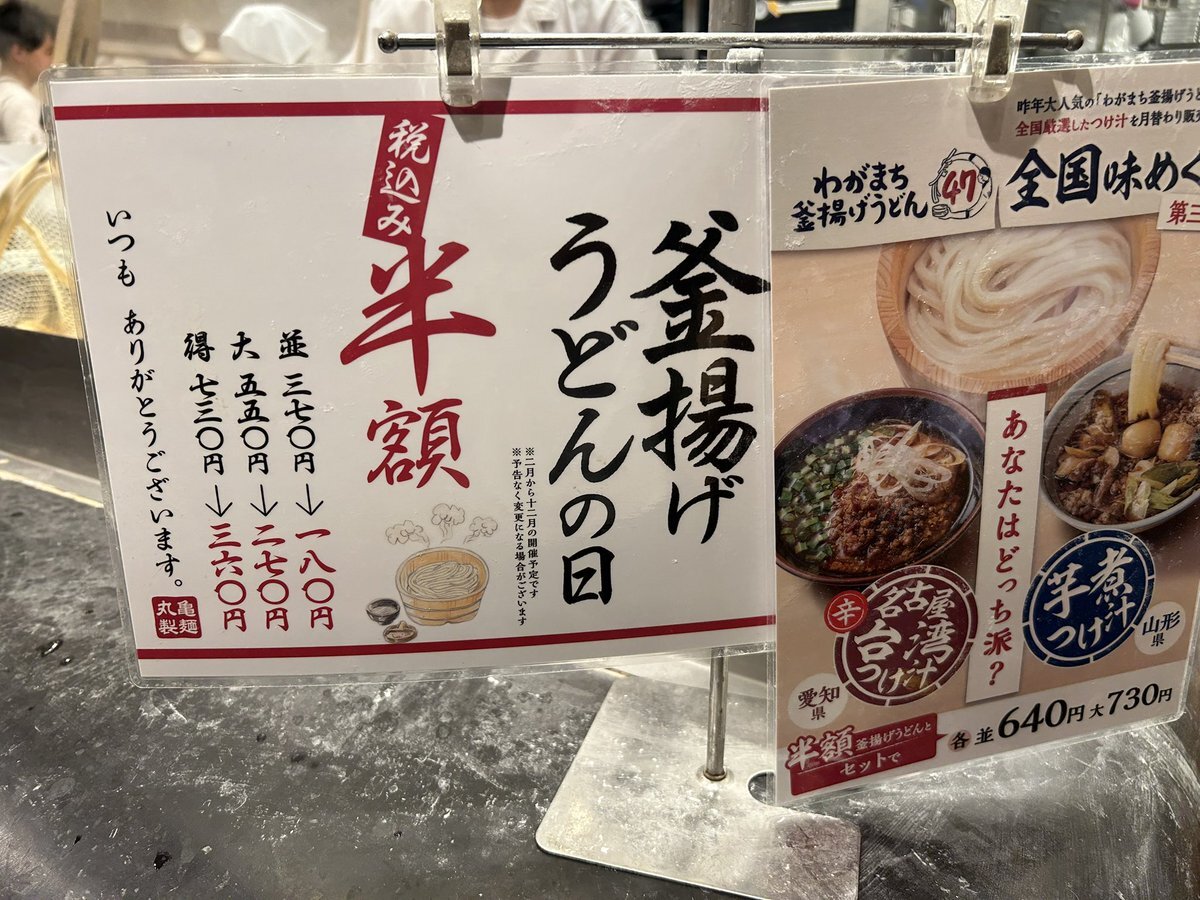 釜揚げ
うどんの日
※二月から十二月の開催予定です
※予告なく変更になる場合がございます
税込み
半額
並 三七〇円→一八〇円
大 五五〇円→二七〇円
得 七三〇円→三六〇円
いつも ありがとうございます。
丸亀
製麺
昨年大人気の「わがまち釜揚げう
全国厳選したつけ汁を月替わり販
わがまち
釜揚げうどん
47
全国味めぐ
第三
あなたはどっち派?
辛
名古屋
台湾
つけ汁
愛知
県
芋煮
つけ汁
山形
県
半額 釜揚げうどんと
セットで
各 並640円 大730円